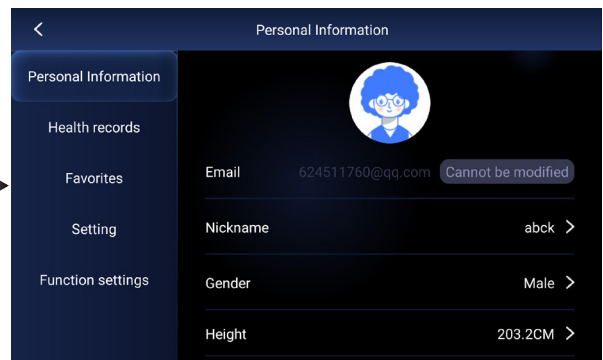 Personal Information
Personal Information
Health records
Favorites
Setting
Function settings
Email 624511760@qq.com Cannot be modified
Nickname abck
Gender Male
Height 203.2CM